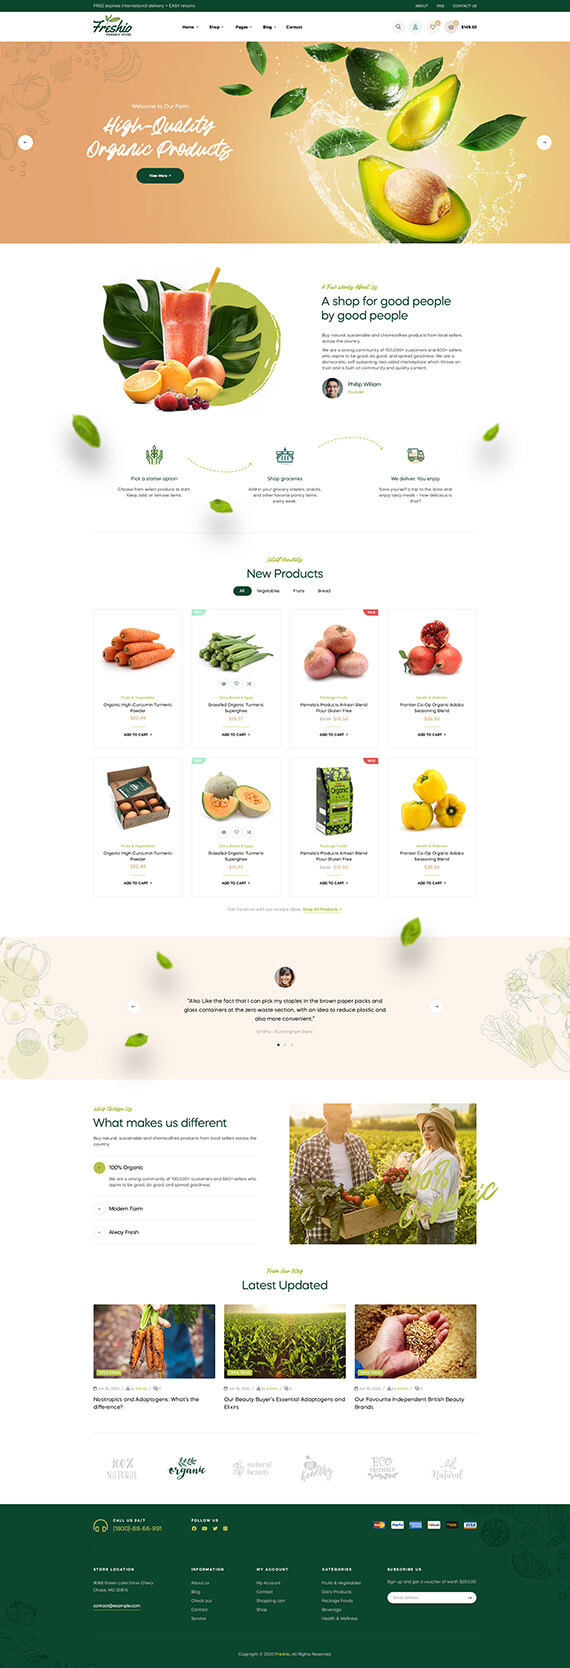 FREE express international delivery + EASY returns
ABOUT FAQ CONTACT US
Freshio
Home Shop Pages Blog Contact
$149.50
Welcome to Our Farm
High-Quality
Organic Products
View More
A Few Words About Us
A shop for good people
by good people
Buy natural, sustainable and chemicalfree products from local sellers
across the country.
We are a strong community of 100,000+ customers and 600+ sellers
who aspire to be good, do good, and spread goodness. We are a
democratic, self-sustaining, two-sided marketplace which thrives on
trust and is built on community and quality content.
Phillip William
Founder
Pick a starter option
Choose from select produce to start.
Keep, add, or remove items.
Shop groceries
Add in your grocery staples, snacks,
and other favorite pantry items
every week.
We deliver. You enjoy
Save yourself a trip to the store and
enjoy tasty meals – how delicious is
that?
New Products
All Vegetables Fruits Bread
SALE
Fruits & Vegetables
Organic High-Curcumin Turmeric
Powder
$22.49
ADD TO CART
Dairy Bread & Eggs
Grassfed Organic Turmeric
Superghee
$15.77
ADD TO CART
Package Foods
Pamela's Products Artisan Blend
Flour Gluten Free
$10.50
ADD TO CART
Health & Wellness
Frontier Co-Op Organic Adobo
Seasoning Blend
$26.50
ADD TO CART
SALE
Organic
Fruits & Vegetables
Organic High-Curcumin Turmeric
Powder
$22.49
ADD TO CART
Dairy Bread & Eggs
Grassfed Organic Turmeric
Superghee
$15.77
ADD TO CART
Package Foods
Pamela's Products Artisan Blend
Flour Gluten Free
$10.50
ADD TO CART
Health & Wellness
Frontier Co-Op Organic Adobo
Seasoning Blend
$26.50
ADD TO CART
Shop All Products
"Also Like the fact that I can pick my staples in the brown paper packs and
glass containers at the zero waste section, with an idea to reduce plastic and
also more convenient."
Smiths - Cunningham Store
What makes us different
Buy natural, sustainable and chemicalfree products from local sellers across the
country
100% Organic
We are a strong community of 100,000+ customers and 600+ sellers who
aspire to be good, do good, and spread goodness.
Modern Farm
Alway Fresh
100%
Organic
From Our Blog
Latest Updated
Jun 16, 2020 / by Admin /
Nootropics and Adaptogens: What's the
difference?
Jun 16, 2020 / by Admin /
Our Beauty Buyer's Essential Adaptogens and
Elixirs
Jun 16, 2020 / by Admin /
Our Favourite Independent British Beauty
Brands
100%
NATURAL
organic
natural
beauty
healthy
ECO
Natural
CALL US 24/7
(1800)-88-66-991
FOLLOW US
PayPal
VISA
STORE LOCATION
8066 Green Lake Drive Chevy
Chase, MD 20815
contact@example.com
INFORMATION
About us
Blog
Check out
Contact
Service
MY ACCOUNT
My Account
Contact
Shopping cart
Shop
CATEGORIES
Fruits & Vegetables
Dairy Products
Package Foods
Beverage
Health & Wellness
SUBSCRIBE US
Sign up and get a voucher of worth $250.00
Copyright © 2020 Freshio. All Rights Reserved.